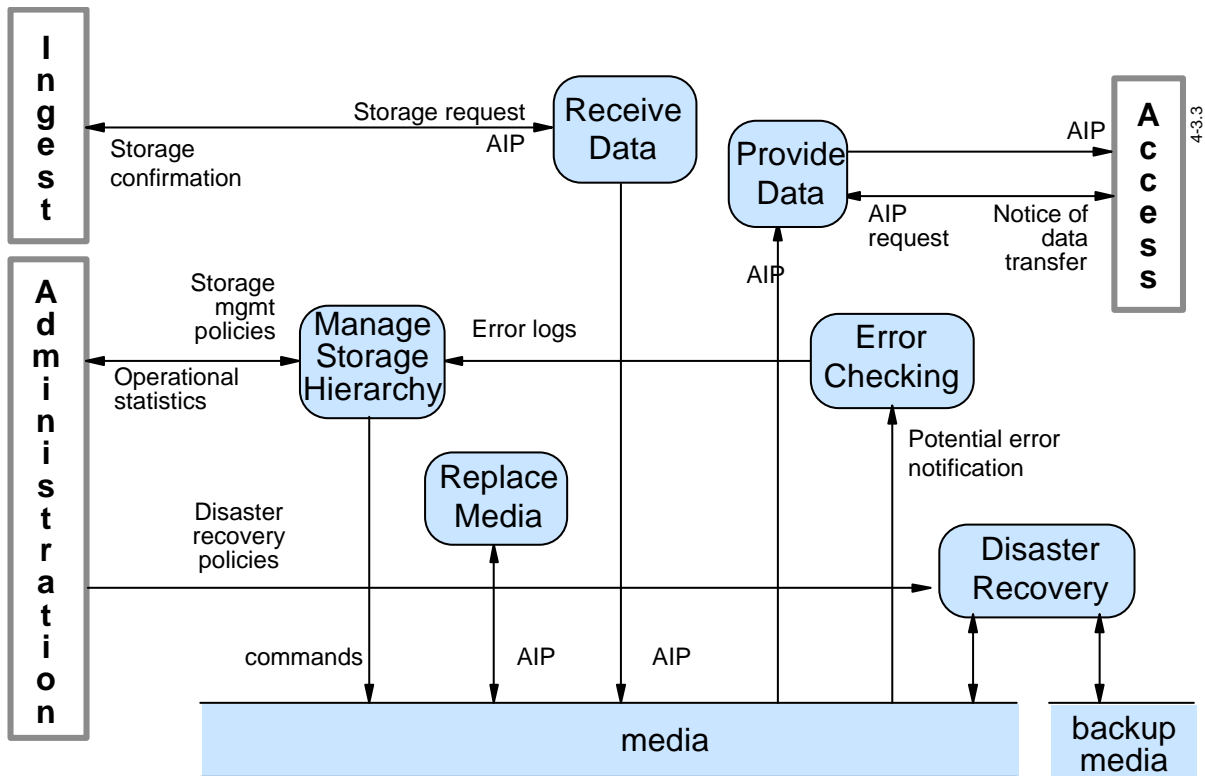 Ingest
Storage request
AIP
Storage
confirmation
Receive
Data
Provide
Data
AIP
AIP
request
Notice of
data
transfer
Access
4-3.3
Administration
Storage
mgmt
policies
Operational
statistics
Manage
Storage
Hierarchy
Error logs
AIP
Error
Checking
Potential error
notification
Replace
Media
Disaster
recovery
policies
Disaster
Recovery
commands
AIP
AIP
media
backup
media